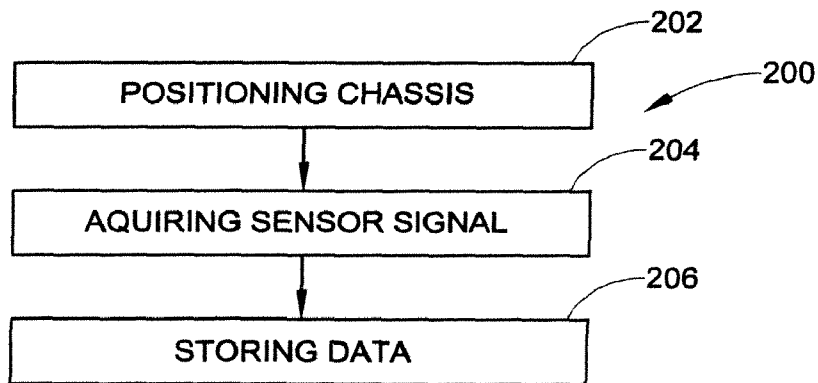 202
POSITIONING CHASSIS
200
204
AQUIRING SENSOR SIGNAL
206
STORING DATA